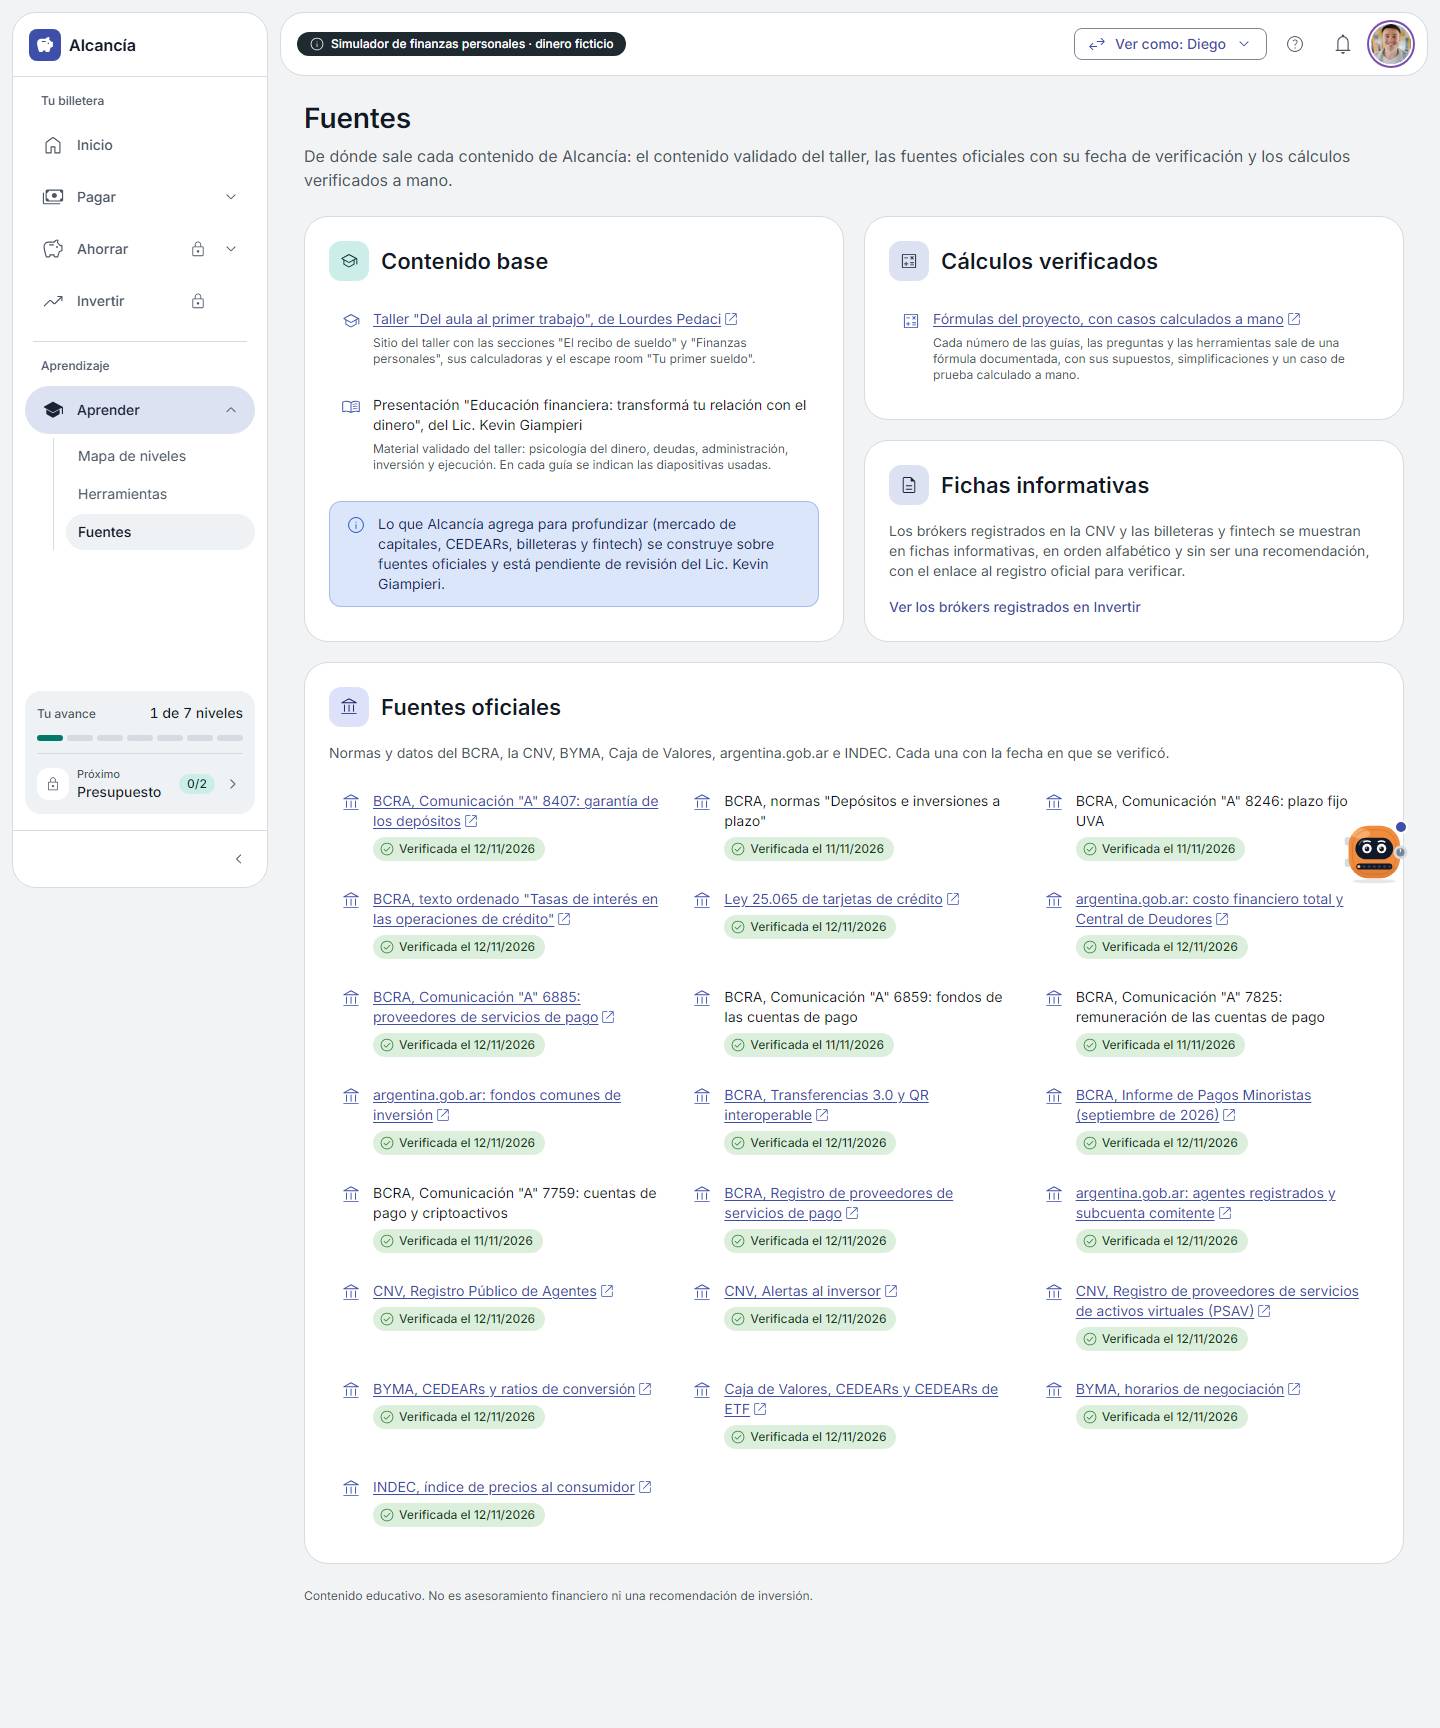 Alcancía
Tu billetera
Inicio
Pagar
Ahorrar
Invertir
Aprendizaje
Aprender
Mapa de niveles
Herramientas
Fuentes
Tu avance
1 de 7 niveles
Próximo
Presupuesto
0/2
Simulador de finanzas personales · dinero ficticio
Ver como: Diego
Fuentes
De dónde sale cada contenido de Alcancía: el contenido validado del taller, las fuentes oficiales con su fecha de verificación y los cálculos
verificados a mano.
Contenido base
Taller "Del aula al primer trabajo", de Lourdes Pedaci
Sitio del taller con las secciones "El recibo de sueldo" y "Finanzas
personales", sus calculadoras y el escape room "Tu primer sueldo".
Presentación "Educación financiera: transformá tu relación con el
dinero", del Lic. Kevin Giampieri
Material validado del taller: psicología del dinero, deudas, administración,
inversión y ejecución. En cada guía se indican las diapositivas usadas.
Lo que Alcancía agrega para profundizar (mercado de
capitales, CEDEARs, billeteras y fintech) se construye sobre
fuentes oficiales y está pendiente de revisión del Lic. Kevin
Giampieri.
Cálculos verificados
Fórmulas del proyecto, con casos calculados a mano
Cada número de las guías, las preguntas y las herramientas sale de una
fórmula documentada, con sus supuestos, simplificaciones y un caso de
prueba calculado a mano.
Fichas informativas
Los brókers registrados en la CNV y las billeteras y fintech se muestran
en fichas informativas, en orden alfabético y sin ser una recomendación,
con el enlace al registro oficial para verificar.
Ver los brókers registrados en Invertir
Fuentes oficiales
Normas y datos del BCRA, la CNV, BYMA, Caja de Valores, argentina.gob.ar e INDEC. Cada una con la fecha en que se verificó.
BCRA, Comunicación "A" 8407: garantía de
los depósitos
Verificada el 12/11/2026
BCRA, normas "Depósitos e inversiones a
plazo"
Verificada el 11/11/2026
BCRA, Comunicación "A" 8246: plazo fijo
UVA
Verificada el 11/11/2026
BCRA, texto ordenado "Tasas de interés en
las operaciones de crédito"
Verificada el 12/11/2026
Ley 25.065 de tarjetas de crédito
Verificada el 12/11/2026
argentina.gob.ar: costo financiero total y
Central de Deudores
Verificada el 12/11/2026
BCRA, Comunicación "A" 6885:
proveedores de servicios de pago
Verificada el 12/11/2026
BCRA, Comunicación "A" 6859: fondos de
las cuentas de pago
Verificada el 11/11/2026
BCRA, Comunicación "A" 7825:
remuneración de las cuentas de pago
Verificada el 11/11/2026
argentina.gob.ar: fondos comunes de
inversión
Verificada el 12/11/2026
BCRA, Transferencias 3.0 y QR
interoperable
Verificada el 12/11/2026
BCRA, Informe de Pagos Minoristas
(septiembre de 2026)
Verificada el 12/11/2026
BCRA, Comunicación "A" 7759: cuentas de
pago y criptoactivos
Verificada el 11/11/2026
BCRA, Registro de proveedores de
servicios de pago
Verificada el 12/11/2026
argentina.gob.ar: agentes registrados y
subcuenta comitente
Verificada el 12/11/2026
CNV, Registro Público de Agentes
Verificada el 12/11/2026
CNV, Alertas al inversor
Verificada el 12/11/2026
CNV, Registro de proveedores de servicios
de activos virtuales (PSAV)
Verificada el 12/11/2026
BYMA, CEDEARs y ratios de conversión
Verificada el 12/11/2026
Caja de Valores, CEDEARs y CEDEARs de
ETF
Verificada el 12/11/2026
BYMA, horarios de negociación
Verificada el 12/11/2026
INDEC, índice de precios al consumidor
Verificada el 12/11/2026
Contenido educativo. No es asesoramiento financiero ni una recomendación de inversión.